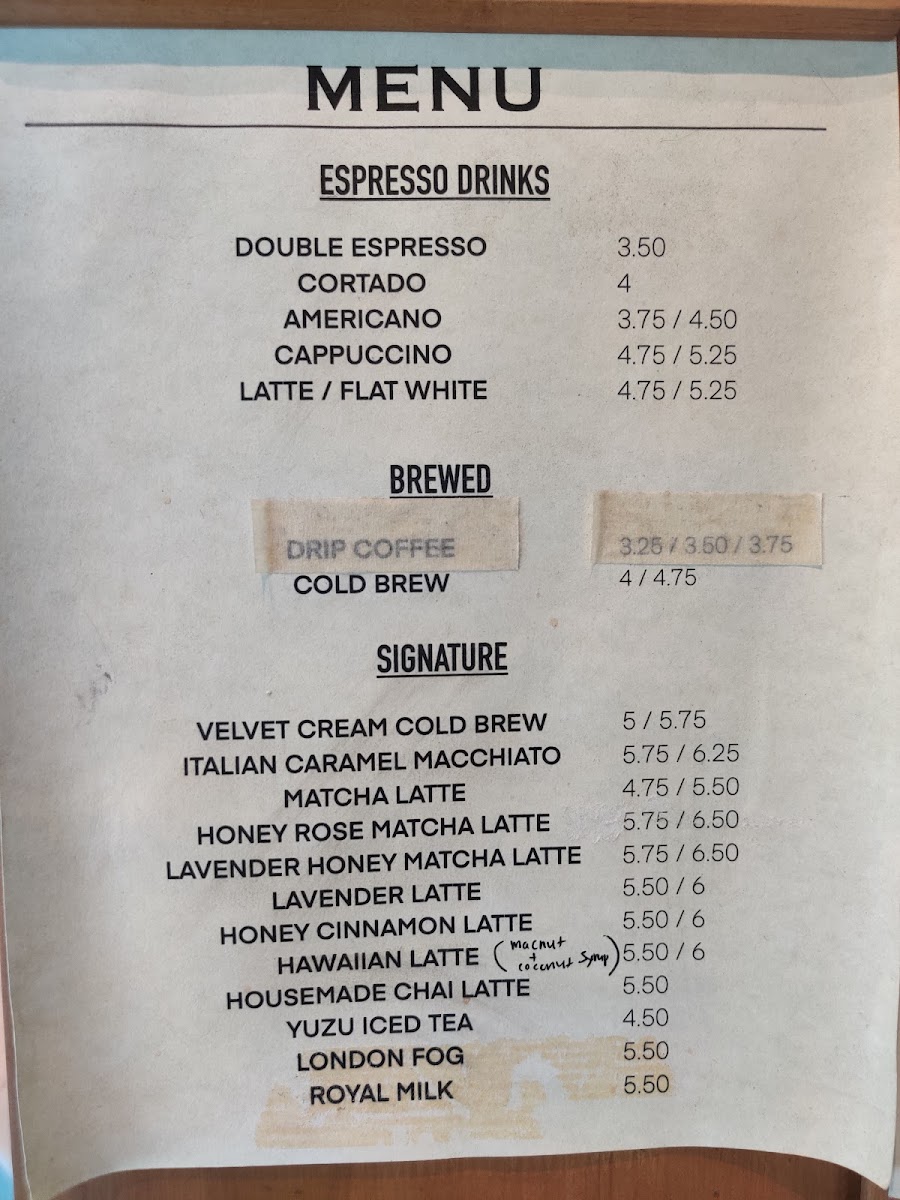 MENU
ESPRESSO DRINKS
DOUBLE ESPRESSO 3.50
CORTADO 4
AMERICANO 3.75 / 4.50
CAPPUCCINO 4.75 / 5.25
LATTE / FLAT WHITE 4.75 / 5.25
BREWED
DRIP COFFEE 3.25 / 3.50 / 3.75
COLD BREW 4 / 4.75
SIGNATURE
VELVET CREAM COLD BREW 5 / 5.75
ITALIAN CARAMEL MACCHIATO 5.75 / 6.25
MATCHA LATTE 4.75 / 5.50
HONEY ROSE MATCHA LATTE 5.75 / 6.50
LAVENDER HONEY MATCHA LATTE 5.75 / 6.50
LAVENDER LATTE 5.50 / 6
HONEY CINNAMON LATTE 5.50 / 6
HAWAIIAN LATTE (macnut + coconut syrup) 5.50 / 6
HOUSEMADE CHAI LATTE 5.50
YUZU ICED TEA 4.50
LONDON FOG 5.50
ROYAL MILK 5.50